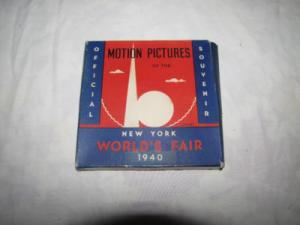 OFFICIAL
MOTION PICTURES
OF THE
SOUVENIR
NEW YORK
WORLD'S FAIR
1940